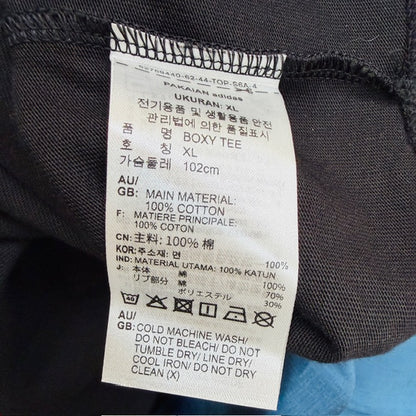 PAKAIAN adidas
UKURAN: XL
전기용품 및 생활용품 안전
관리법에 의한 품질표시
품 명: BOXY TEE
호 칭: XL
가슴둘레: 102cm
AU/
GB: MAIN MATERIAL:
100% COTTON
F: MATIERE PRINCIPALE:
100% COTTON
CN: 主料: 100% 棉
KOR: 주소재: 면 100%
IND: MATERIAL UTAMA: 100% KATUN
J: 本体 綿 100%
リブ部分 綿 70%
ポリエステル 30%
AU/
GB: COLD MACHINE WASH/
DO NOT BLEACH/ DO NOT
TUMBLE DRY/ LINE DRY/
COOL IRON/ DO NOT DRY
CLEAN (X)